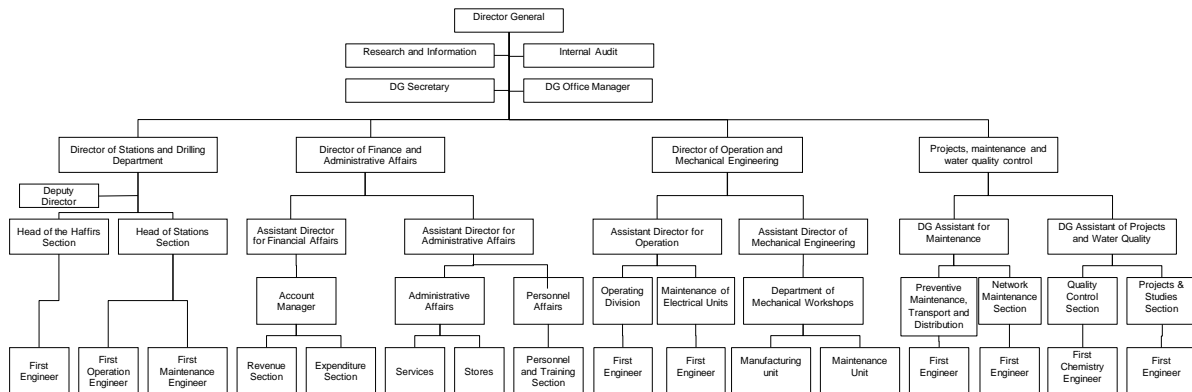 Director General
Research and Information
Internal Audit
DG Secretary
DG Office Manager
Director of Stations and Drilling
Department
Director of Finance and
Administrative Affairs
Director of Operation and
Mechanical Engineering
Projects, maintenance and
water quality control
Deputy
Director
Head of the Haffirs
Section
Head of Stations
Section
Assistant Director
for Financial Affairs
Assistant Director for
Administrative Affairs
Assistant Director for
Operation
Assistant Director of
Mechanical Engineering
DG Assistant for
Maintenance
DG Assistant of Projects
and Water Quality
Account
Manager
Administrative
Affairs
Personnel
Affairs
Operating
Division
Maintenance of
Electrical Units
Department of
Mechanical Workshops
Preventive
Maintenance,
Transport and
Distribution
Network
Maintenance
Section
Quality
Control
Section
Projects &
Studies
Section
First
Engineer
First
Operation
Engineer
First
Maintenance
Engineer
Revenue
Section
Expenditure
Section
Services
Stores
Personnel
and Training
Section
First
Engineer
First
Engineer
Manufacturing
unit
Maintenance
Unit
First
Engineer
First
Engineer
First
Chemistry
Engineer
First
Engineer